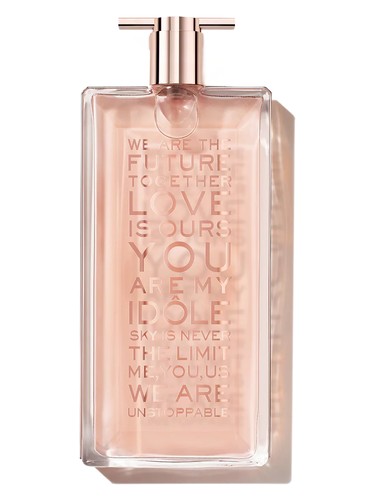 WE ARE THE
FUTURE
TOGETHER
LOVE
IS OURS
YOU
ARE MY
IDÔLE
SKY IS NEVER
THE LIMIT
ME, YOU, US
WE ARE
UNSTOPPABLE